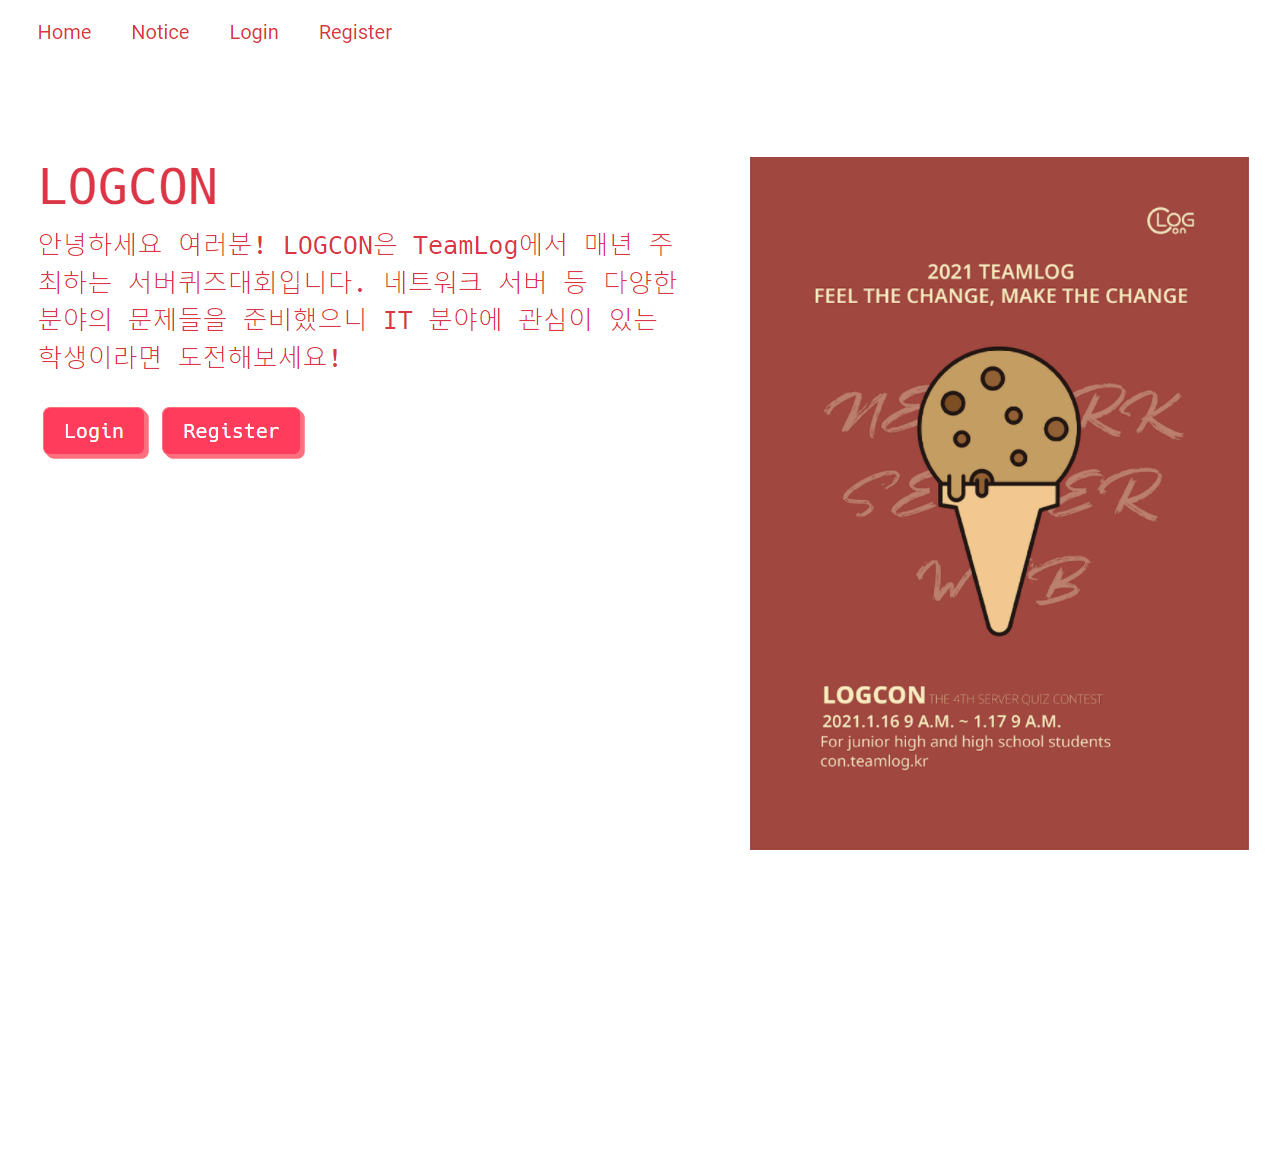 Home Notice Login Register
LOGCON
안녕하세요 여러분! LOGCON은 TeamLog에서 매년 주
최하는 서버퀴즈대회입니다. 네트워크 서버 등 다양한
분야의 문제들을 준비했으니 IT 분야에 관심이 있는
학생이라면 도전해보세요!
Login Register
LOG
on
2021 TEAMLOG
FEEL THE CHANGE, MAKE THE CHANGE
NE RK
SE ER
W B
LOGCON THE 4TH SERVER QUIZ CONTEST
2021.1.16 9 A.M. ~ 1.17 9 A.M.
For junior high and high school students
con.teamlog.kr